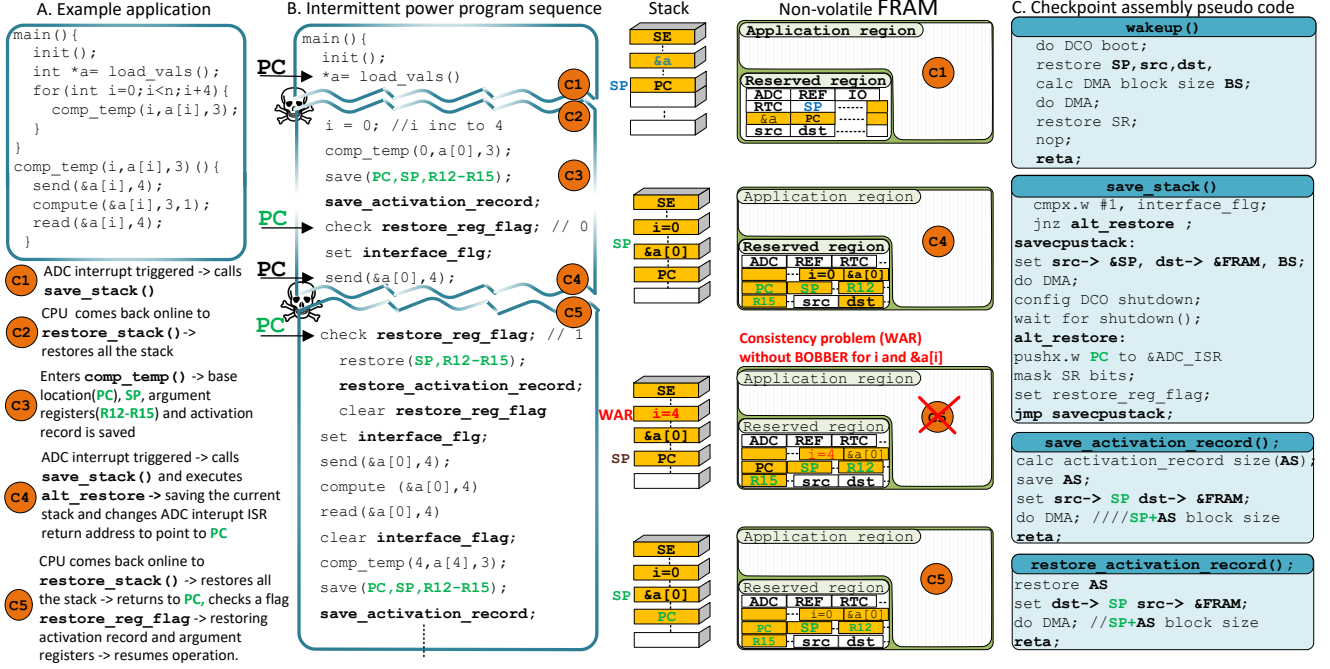 A. Example application
main(){
init();
int *a= load_vals();
for(int i=0;i<n;i+4){
comp_temp(i,a[i],3);
}
}
comp_temp(i,a[i],3)(){
send(&a[i],4);
compute(&a[i],3,1);
read(&a[i],4);
}
C1
ADC interrupt triggered -> calls
save_stack()
C2
CPU comes back online to
restore_stack()->
restores all the stack
C3
Enters comp_temp() -> base
location(PC), SP, argument
registers(R12-R15) and activation
record is saved
C4
ADC interrupt triggered -> calls
save_stack() and executes
alt_restore -> saving the current
stack and changes ADC interupt ISR
return address to point to PC
C5
CPU comes back online to
restore_stack() -> restores all
the stack -> returns to PC, checks a flag
restore_reg_flag -> restoring
activation record and argument
registers -> resumes operation.
B. Intermittent power program sequence
main(){
init();
PC
*a= load_vals()
C1
C2
i = 0; //i inc to 4
comp_temp(0,a[0],3);
save(PC,SP,R12-R15);
C3
save_activation_record;
PC
check restore_reg_flag; // 0
set interface_flg;
PC
send(&a[0],4);
C4
C5
PC
check restore_reg_flag; // 1
restore(SP,R12-R15);
restore_activation_record;
clear restore_reg_flag
set interface_flg;
send(&a[0],4);
compute (&a[0],4)
read(&a[0],4)
clear interface_flg;
comp_temp(4,a[4],3);
save(PC,SP,R12-R15);
save_activation_record;
Stack
SE
&a
SP PC
SE
i=0
SP &a[0]
PC
SE
WAR i=4
&a[0]
SP PC
SE
i=0
SP &a[0]
PC
Non-volatile FRAM
Application region
C1
Reserved region
ADC REF IO
RTC SP
&a PC
src dst
Application region
C4
Reserved region
ADC REF RTC
i=0 &a[0]
PC SP R12
R15 src dst
Consistency problem (WAR)
without BOBBER for i and &a[i]
Application region
Reserved region
ADC REF RTC
i=4 &a[0]
PC SP R12
R15 src dst
Application region
C5
Reserved region
ADC REF RTC
i=0 &a[0]
PC SP R12
R15 src dst
C. Checkpoint assembly pseudo code
wakeup()
do DCO boot;
restore SP,src,dst,
calc DMA block size BS;
do DMA;
restore SR;
nop;
reta;
save_stack()
cmpx.w #1, interface_flg;
jnz alt_restore ;
savecpustack:
set src-> &SP, dst-> &FRAM, BS;
do DMA;
config DCO shutdown;
wait for shutdown();
alt_restore:
pushx.w PC to &ADC_ISR
mask SR bits;
set restore_reg_flag;
jmp savecpustack;
save_activation_record();
calc activation_record size(AS);
save AS;
set src-> SP dst-> &FRAM;
do DMA; ////SP+AS block size
reta;
restore_activation_record();
restore AS
set dst-> SP src-> &FRAM;
do DMA; //SP+AS block size
reta;